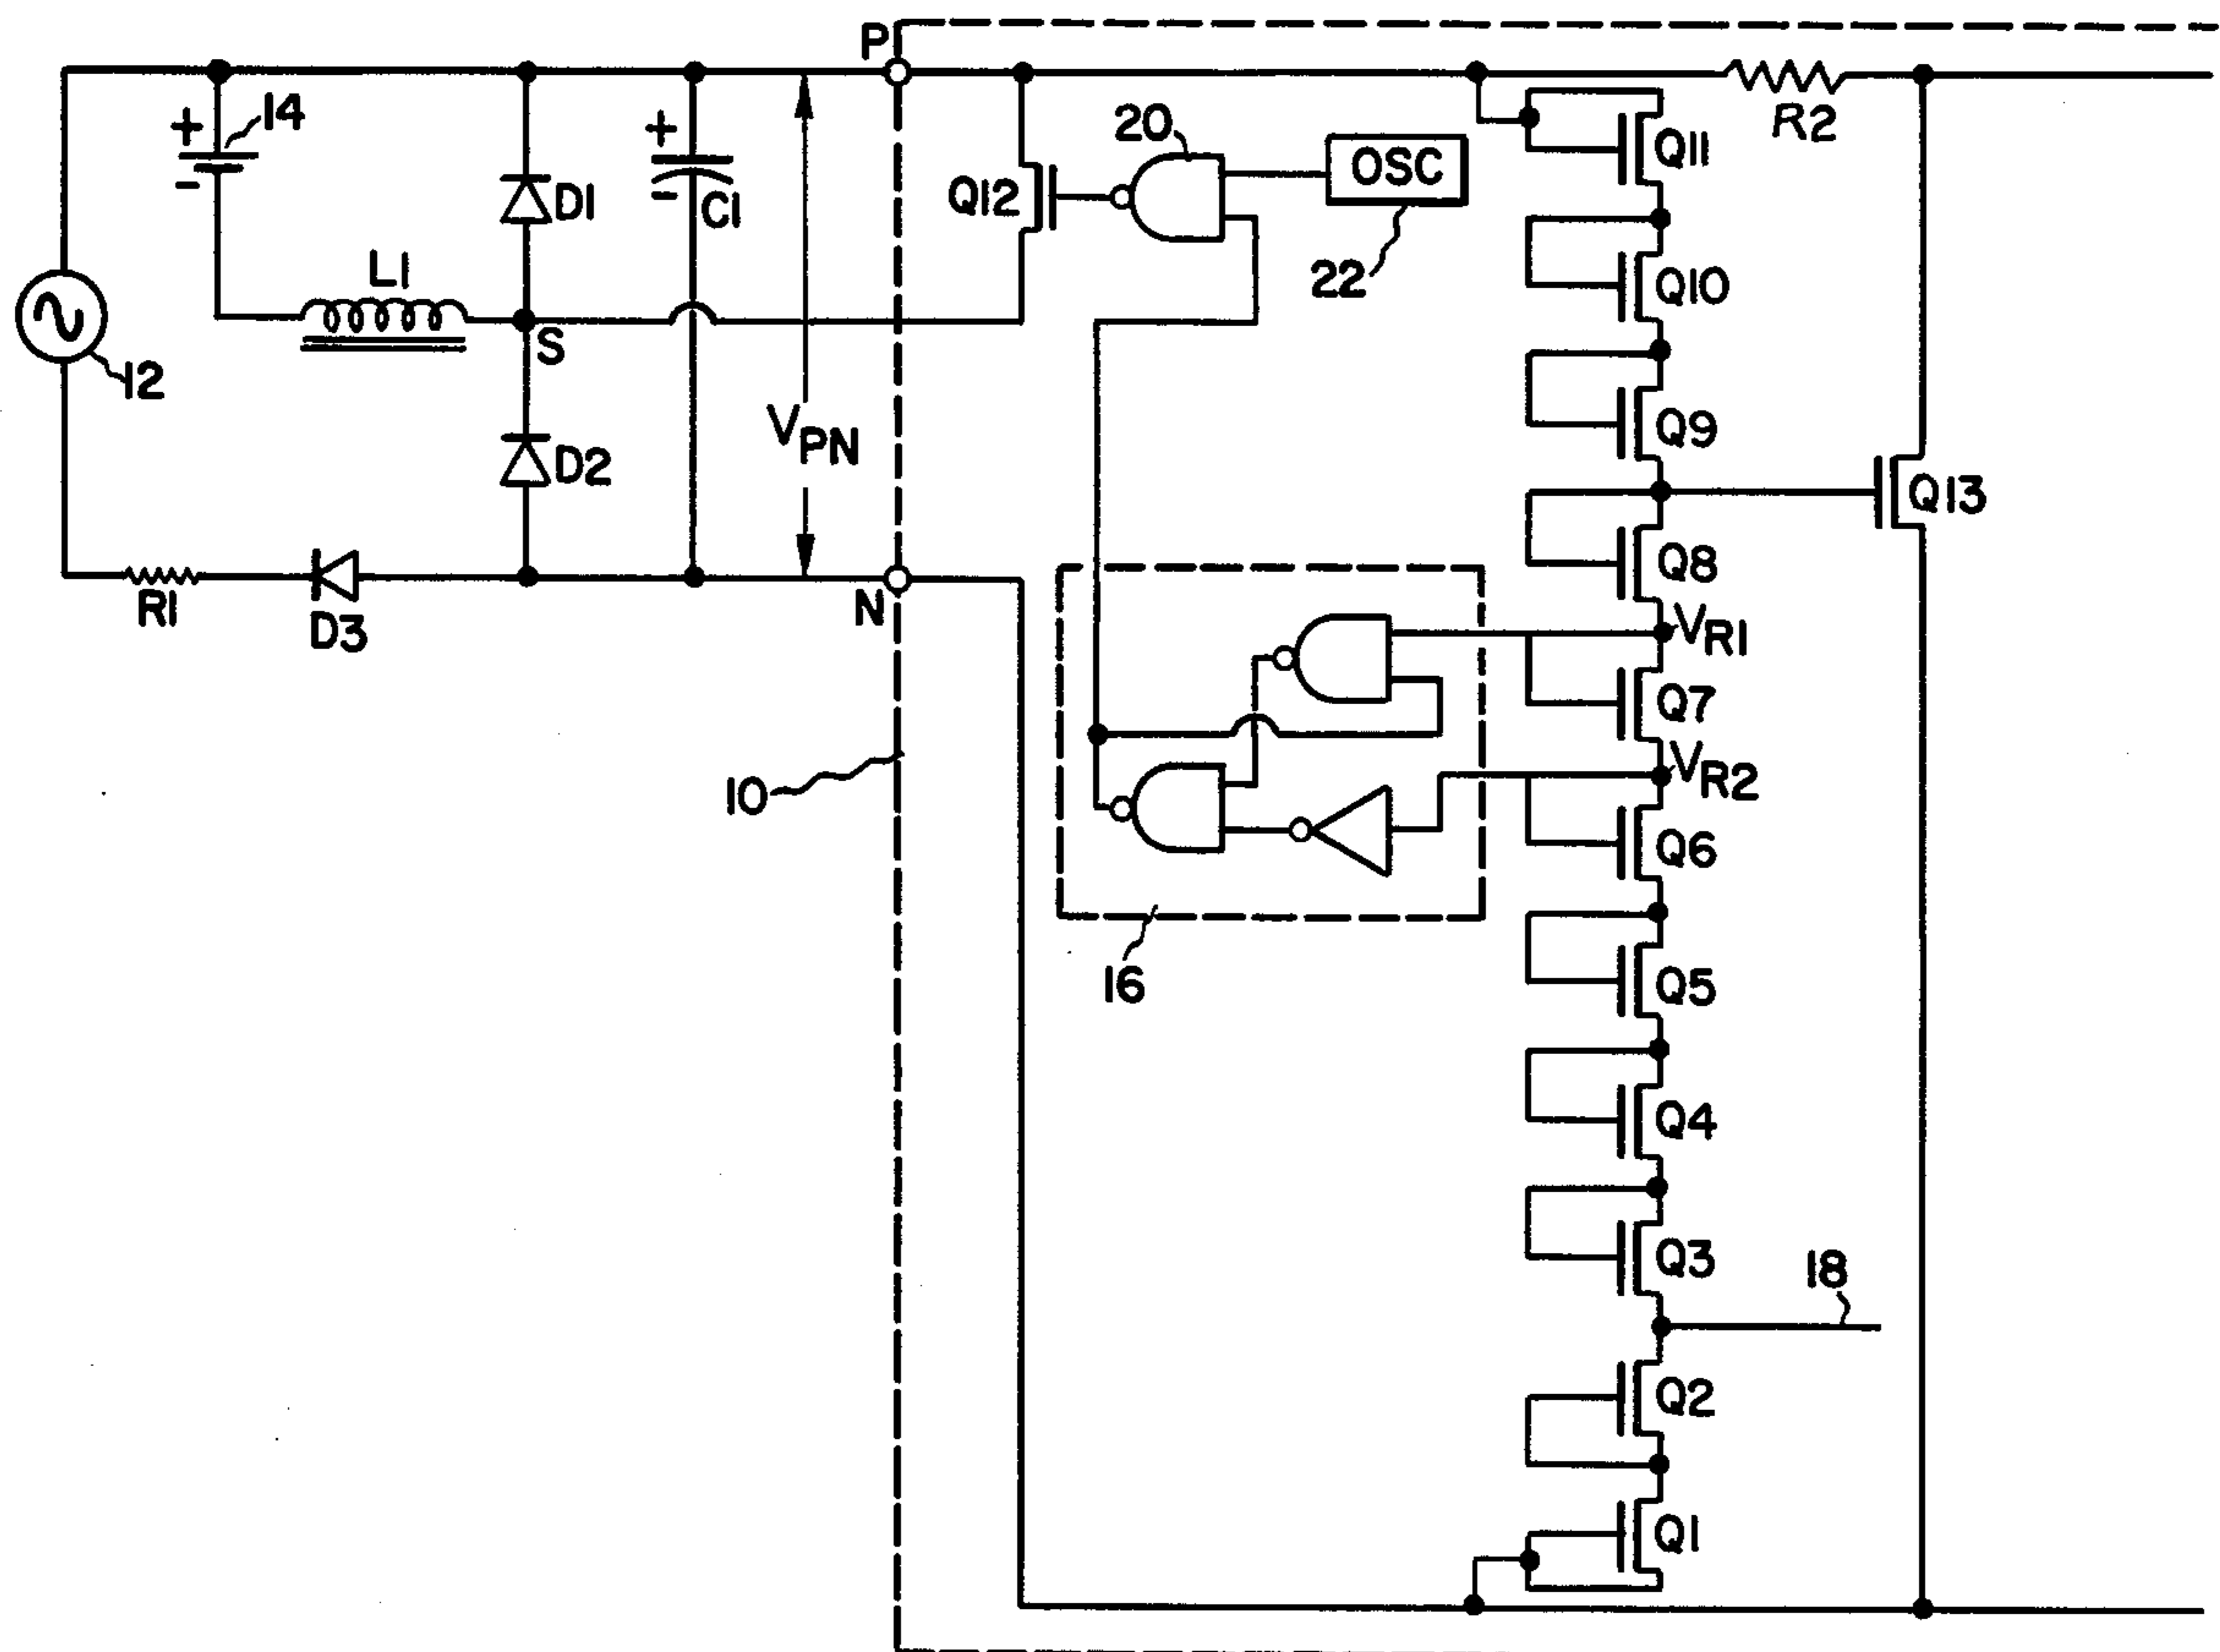 P
+ 14
-
+
-
D1
C1
Q12
20
OSC
22
Q11
R2
Q10
L1
S
12
Q9
VPN
D2
Q13
Q8
R1
D3
N
VR1
Q7
VR2
10
Q6
16
Q5
Q4
Q3
18
Q2
Q1